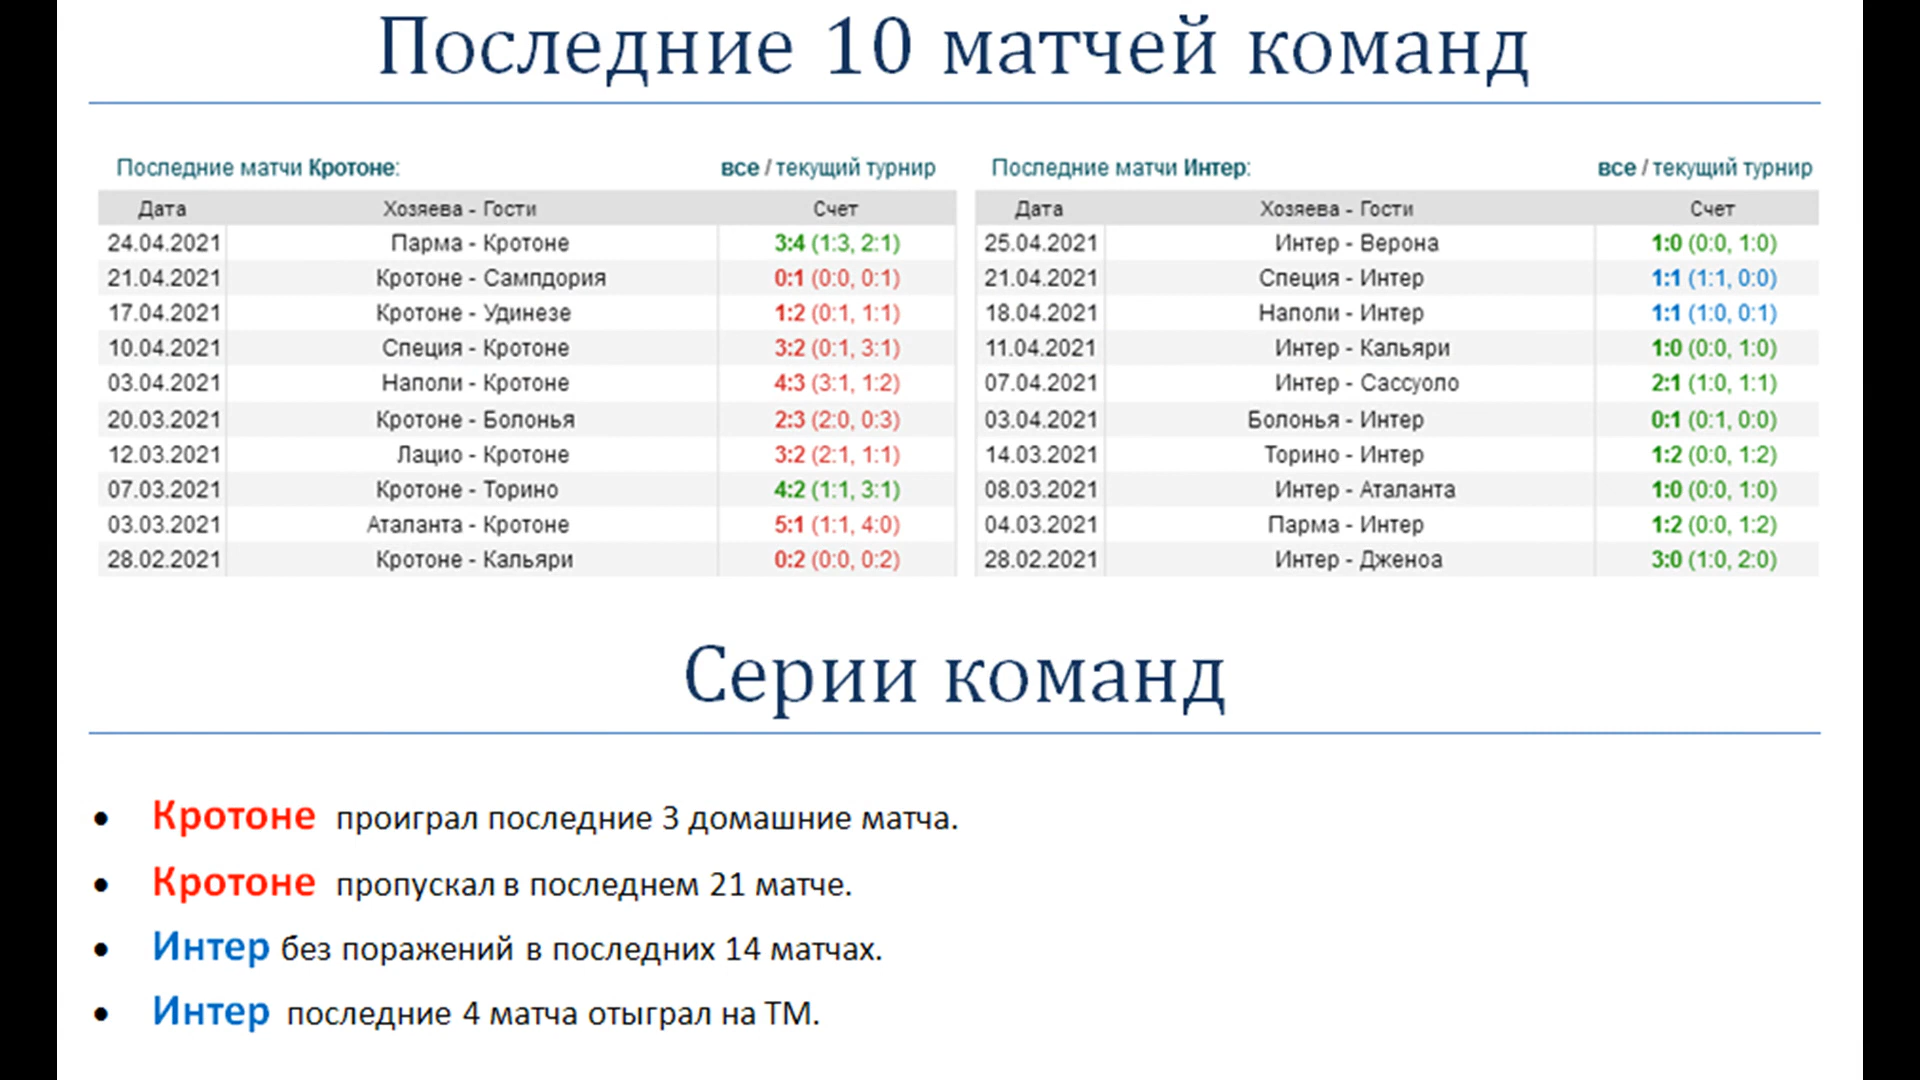 Последние 10 матчей команд
Последние матчи Кротоне: все / текущий турнир
Дата Хозяева - Гости Счет
24.04.2021 Парма - Кротоне 3:4 (1:3, 2:1)
21.04.2021 Кротоне - Сампдория 0:1 (0:0, 0:1)
17.04.2021 Кротоне - Удинезе 1:2 (0:1, 1:1)
10.04.2021 Специя - Кротоне 3:2 (0:1, 3:1)
03.04.2021 Наполи - Кротоне 4:3 (3:1, 1:2)
20.03.2021 Кротоне - Болонья 2:3 (2:0, 0:3)
12.03.2021 Лацио - Кротоне 3:2 (2:1, 1:1)
07.03.2021 Кротоне - Торино 4:2 (1:1, 3:1)
03.03.2021 Аталанта - Кротоне 5:1 (1:1, 4:0)
28.02.2021 Кротоне - Кальяри 0:2 (0:0, 0:2)
Последние матчи Интер: все / текущий турнир
Дата Хозяева - Гости Счет
25.04.2021 Интер - Верона 1:0 (0:0, 1:0)
21.04.2021 Специя - Интер 1:1 (1:1, 0:0)
18.04.2021 Наполи - Интер 1:1 (1:0, 0:1)
11.04.2021 Интер - Кальяри 1:0 (0:0, 1:0)
07.04.2021 Интер - Сассуоло 2:1 (1:0, 1:1)
03.04.2021 Болонья - Интер 0:1 (0:1, 0:0)
14.03.2021 Торино - Интер 1:2 (0:0, 1:2)
08.03.2021 Интер - Аталанта 1:0 (0:0, 1:0)
04.03.2021 Парма - Интер 1:2 (0:0, 1:2)
28.02.2021 Интер - Дженоа 3:0 (1:0, 2:0)
Серии команд
• Кротоне проиграл последние 3 домашние матча.
• Кротоне пропускал в последнем 21 матче.
• Интер без поражений в последних 14 матчах.
• Интер последние 4 матча отыграл на ТМ.